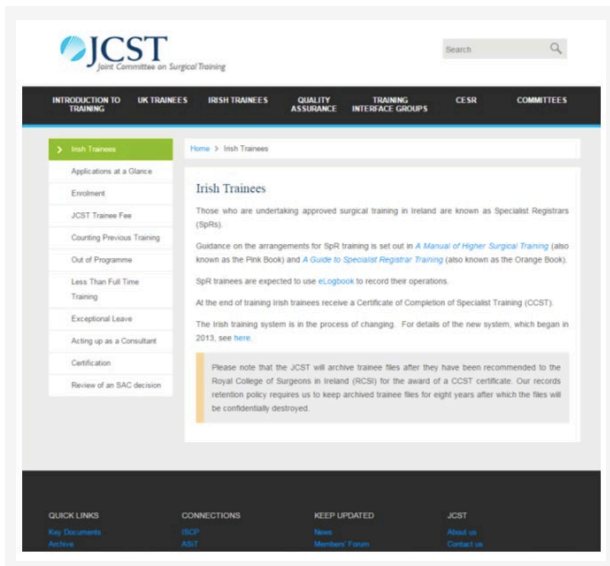 JCST
Joint Committee on Surgical Training
Search
INTRODUCTION TO TRAINING
UK TRAINEES
IRISH TRAINEES
QUALITY ASSURANCE
TRAINING INTERFACE GROUPS
CESR
COMMITTEES
Irish Trainees
Applications at a Glance
Enrolment
JCST Trainee Fee
Counting Previous Training
Out of Programme
Less Than Full Time
Training
Exceptional Leave
Acting up as a Consultant
Certification
Review of an SAC decision
Home > Irish Trainees
Irish Trainees
Those who are undertaking approved surgical training in Ireland are known as Specialist Registrars
(SpRs).
Guidance on the arrangements for SpR training is set out in A Manual of Higher Surgical Training (also
known as the Pink Book) and A Guide to Specialist Registrar Training (also known as the Orange Book).
SpR trainees are expected to use eLogbook to record their operations.
At the end of training Irish trainees receive a Certificate of Completion of Specialist Training (CCST).
The Irish training system is in the process of changing. For details of the new system, which began in
2013, see here.
Please note that the JCST will archive trainee files after they have been recommended to the
Royal College of Surgeons in Ireland (RCSI) for the award of a CCST certificate. Our records
retention policy requires us to keep archived trainee files for eight years after which the files will
be confidentially destroyed.
QUICK LINKS
Key Documents
Archive
CONNECTIONS
ISCP
ASiT
KEEP UPDATED
News
Members' Forum
JCST
About us
Contact us